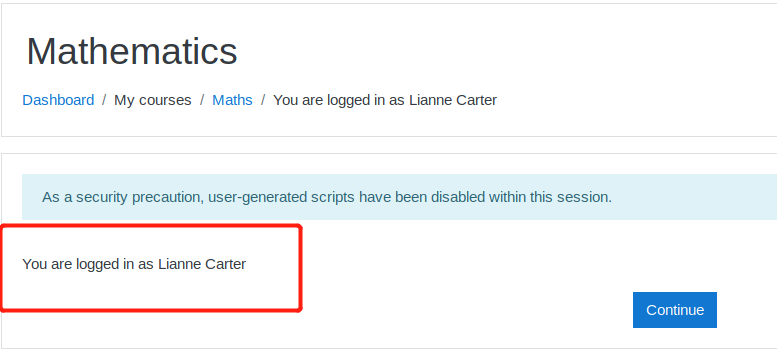 Mathematics
Dashboard / My courses / Maths / You are logged in as Lianne Carter
As a security precaution, user-generated scripts have been disabled within this session.
You are logged in as Lianne Carter
Continue